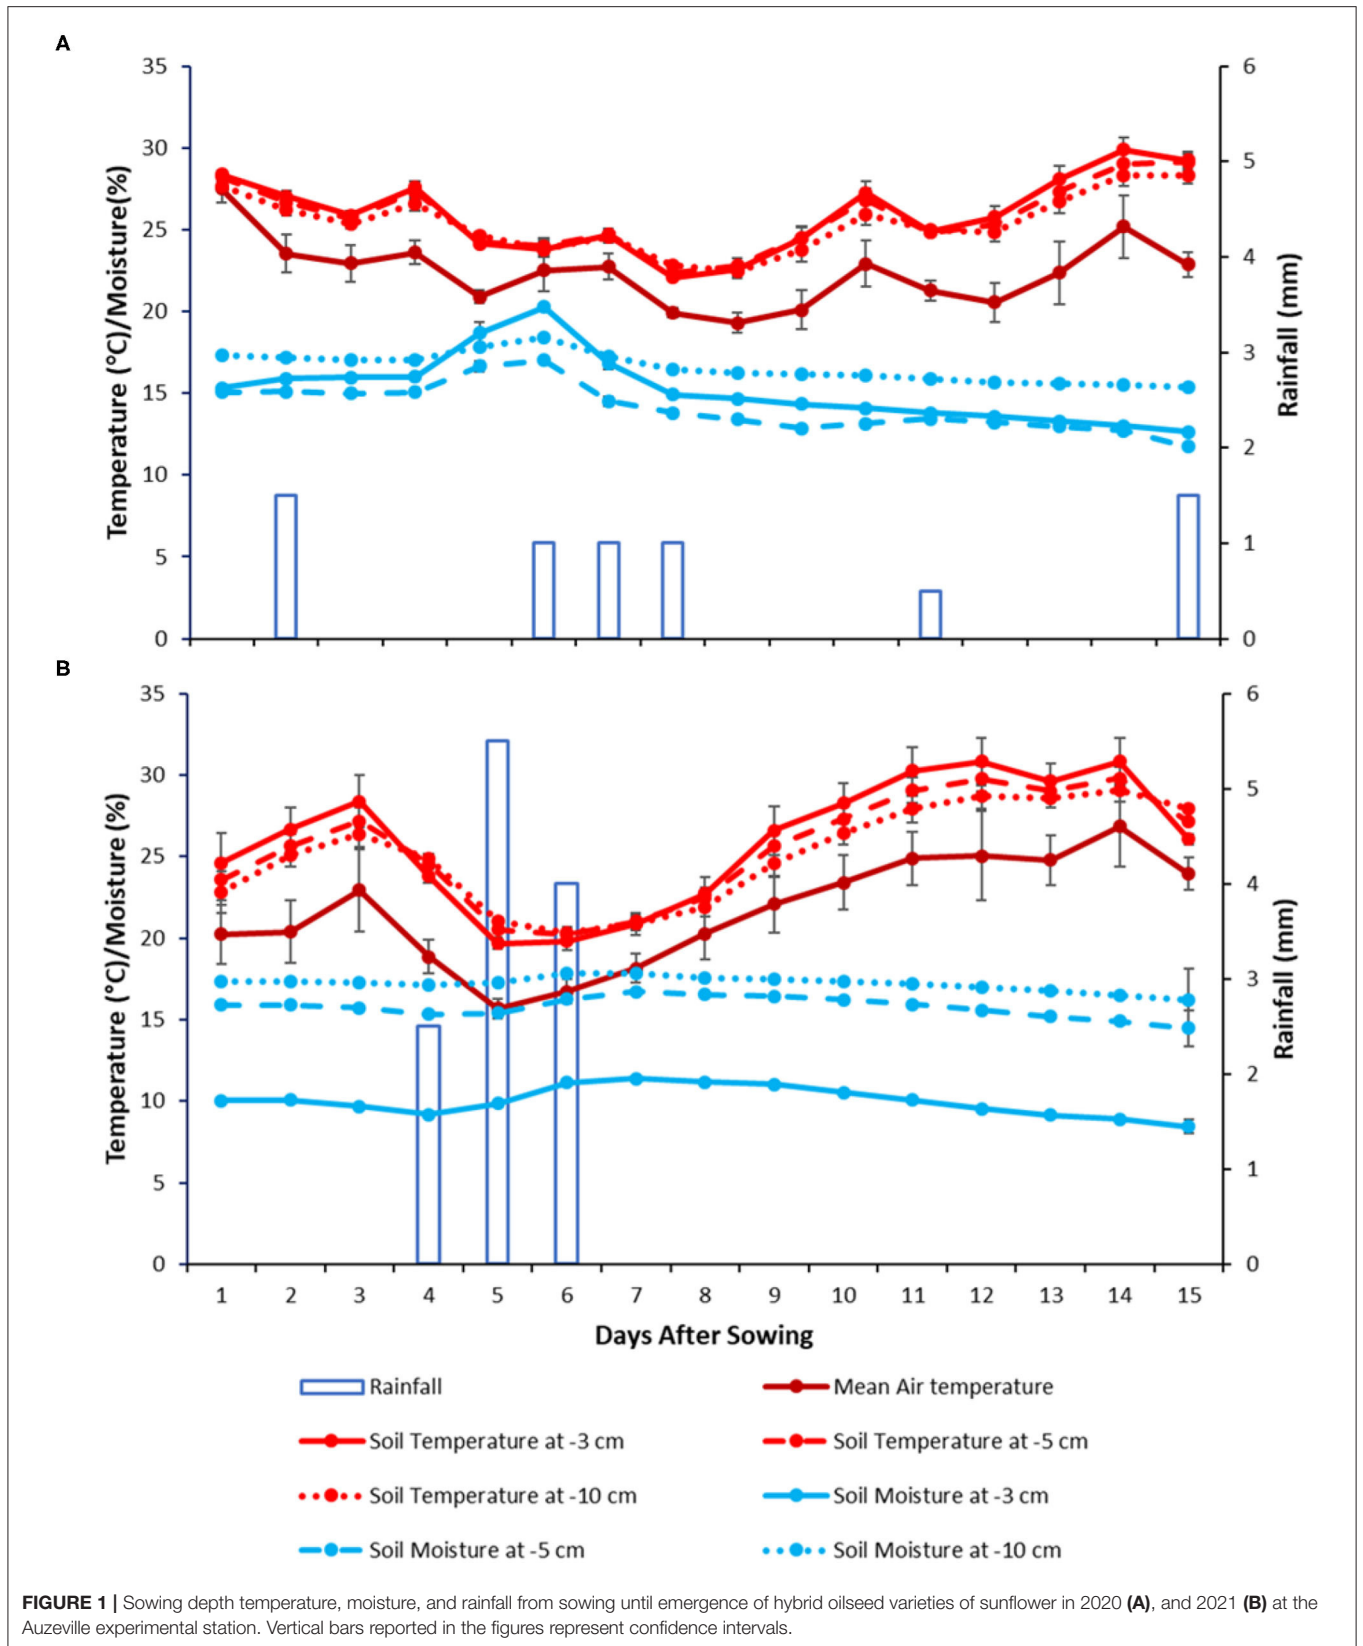 A
35
30
25
20
15
10
5
0
Temperature (°C)/Moisture(%)
6
5
4
3
2
1
0
Rainfall (mm)
B
35
30
25
20
15
10
5
0
Temperature (°C)/Moisture (%)
6
5
4
3
2
1
0
Rainfall (mm)
1 2 3 4 5 6 7 8 9 10 11 12 13 14 15
Days After Sowing
Rainfall
Mean Air temperature
Soil Temperature at -3 cm
Soil Temperature at -5 cm
Soil Temperature at -10 cm
Soil Moisture at -3 cm
Soil Moisture at -5 cm
Soil Moisture at -10 cm
FIGURE 1 | Sowing depth temperature, moisture, and rainfall from sowing until emergence of hybrid oilseed varieties of sunflower in 2020 (A), and 2021 (B) at the
Auzeville experimental station. Vertical bars reported in the figures represent confidence intervals.